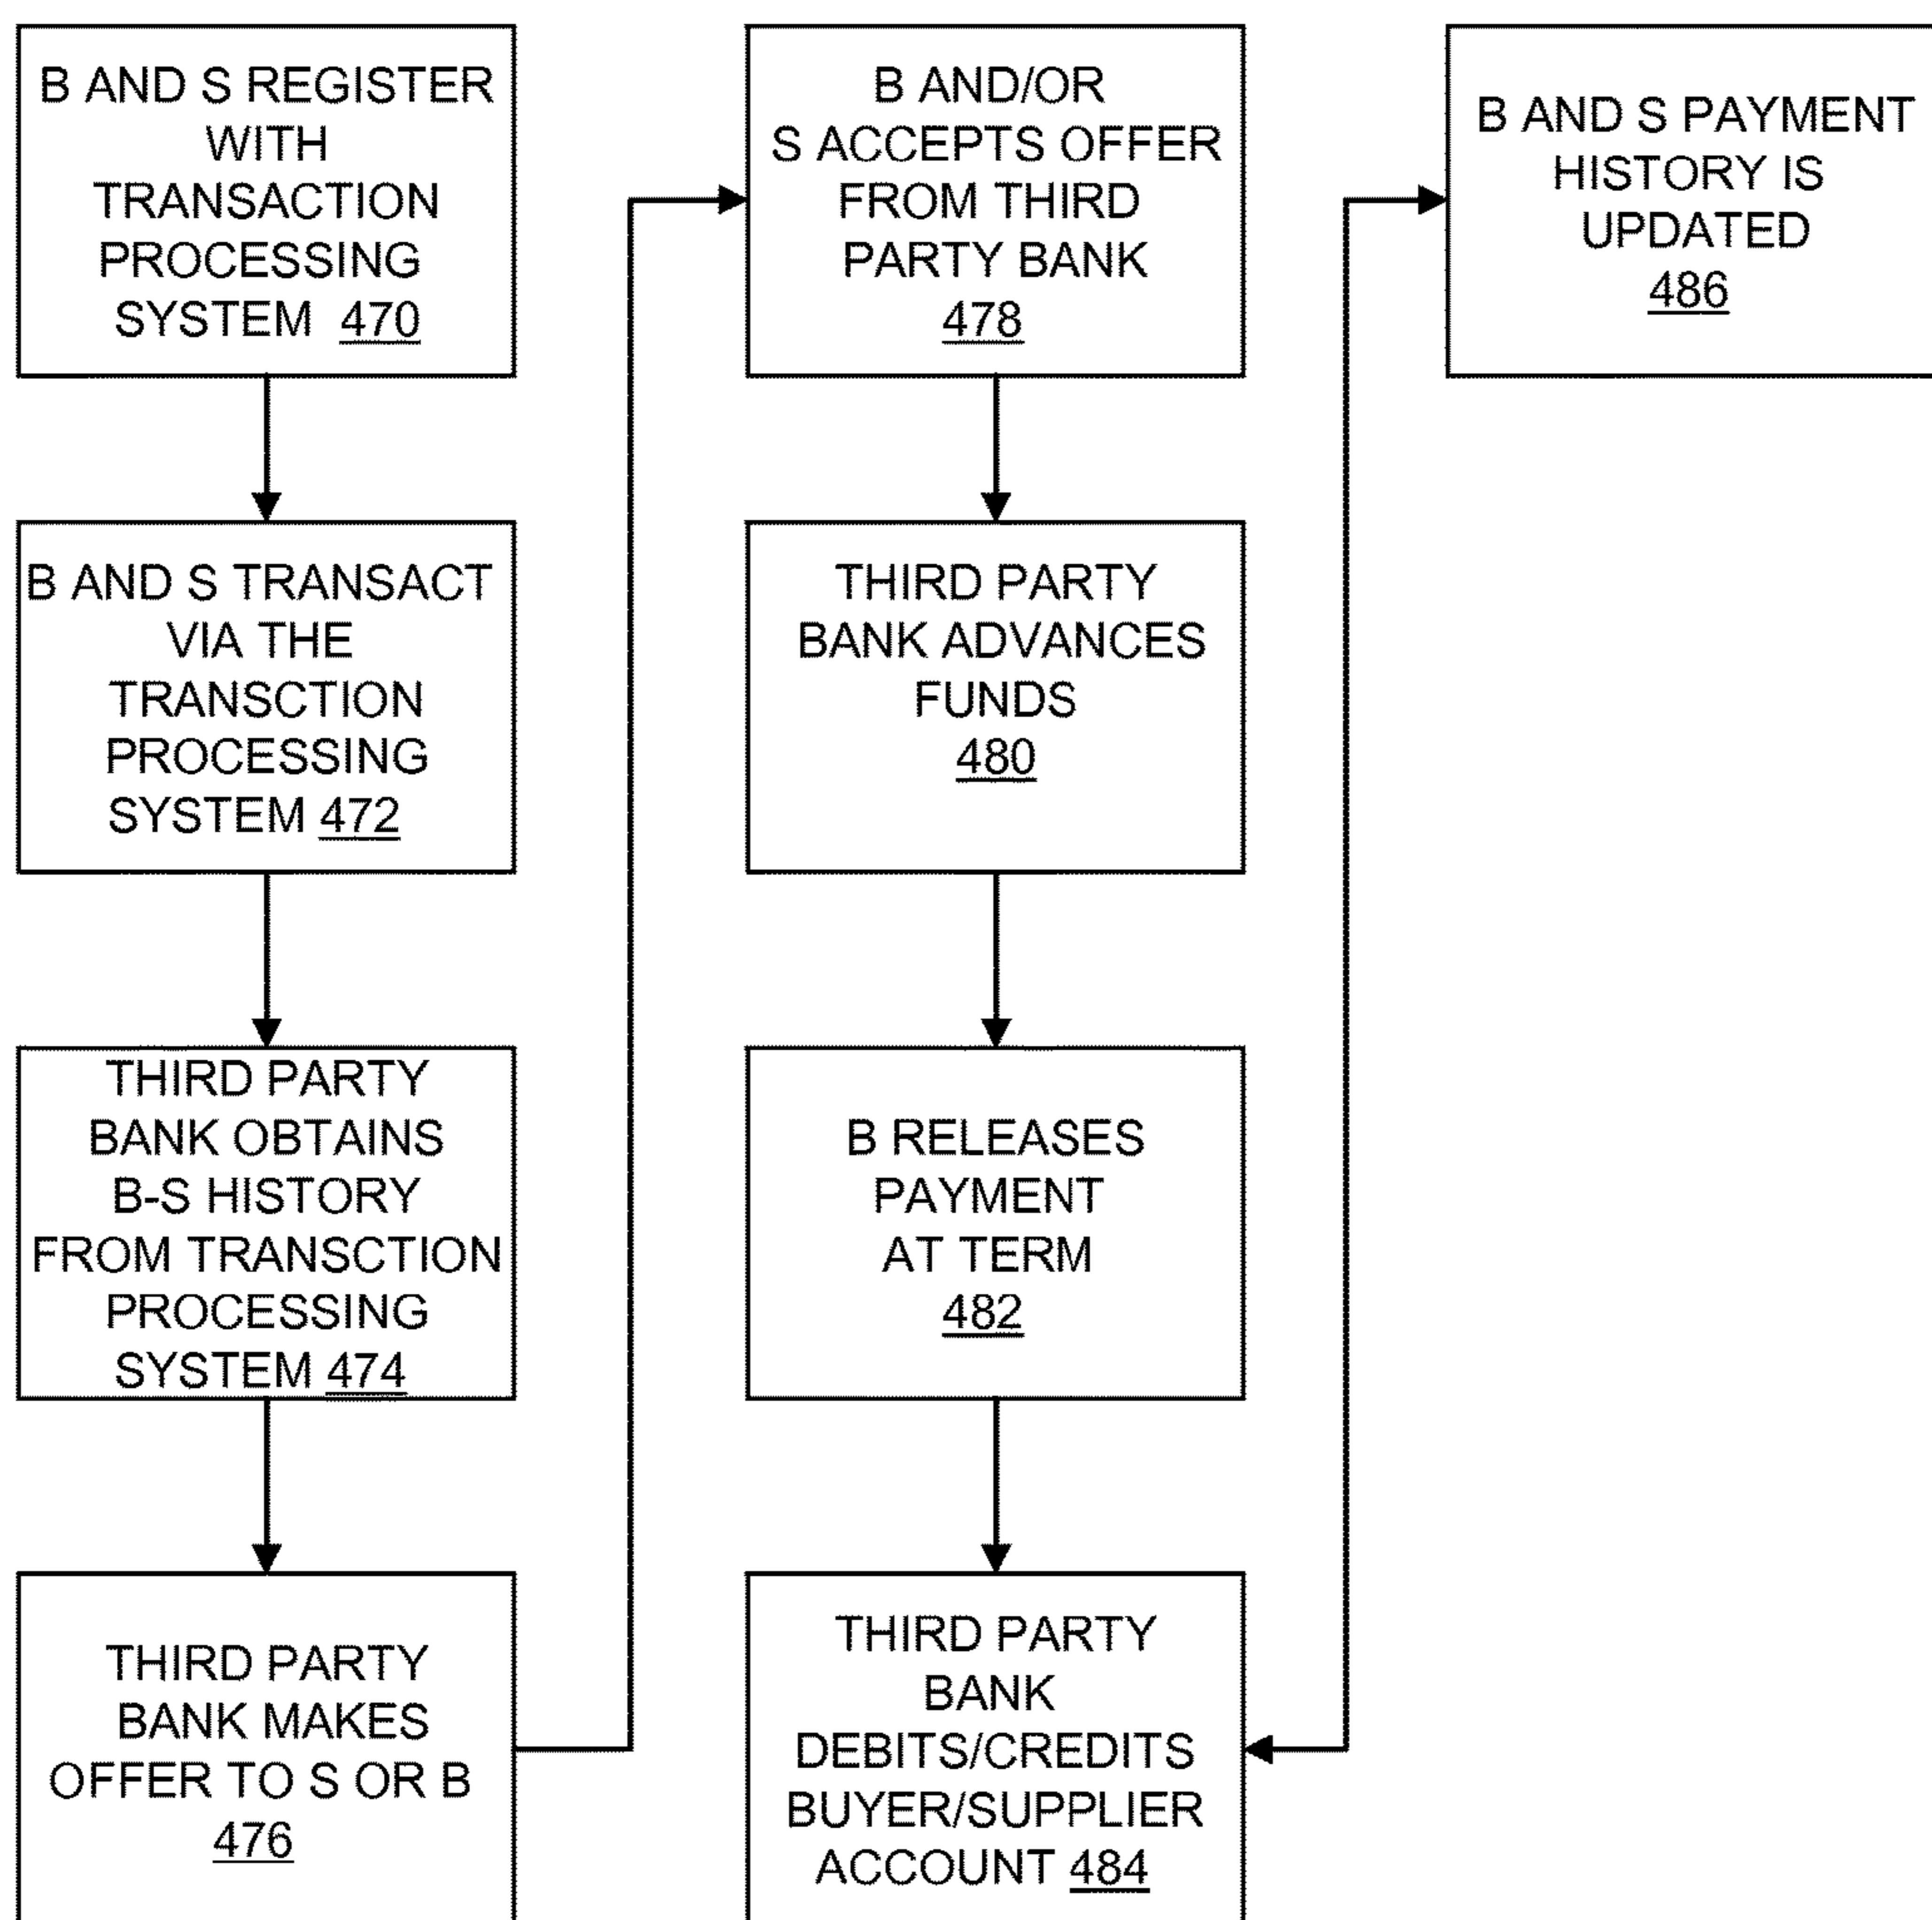 B AND S REGISTER
WITH
TRANSACTION
PROCESSING
SYSTEM 470
B AND S TRANSACT
VIA THE
TRANSCTION
PROCESSING
SYSTEM 472
THIRD PARTY
BANK OBTAINS
B-S HISTORY
FROM TRANSCTION
PROCESSING
SYSTEM 474
THIRD PARTY
BANK MAKES
OFFER TO S OR B
476
B AND/OR
S ACCEPTS OFFER
FROM THIRD
PARTY BANK
478
THIRD PARTY
BANK ADVANCES
FUNDS
480
B RELEASES
PAYMENT
AT TERM
482
THIRD PARTY
BANK
DEBITS/CREDITS
BUYER/SUPPLIER
ACCOUNT 484
B AND S PAYMENT
HISTORY IS
UPDATED
486